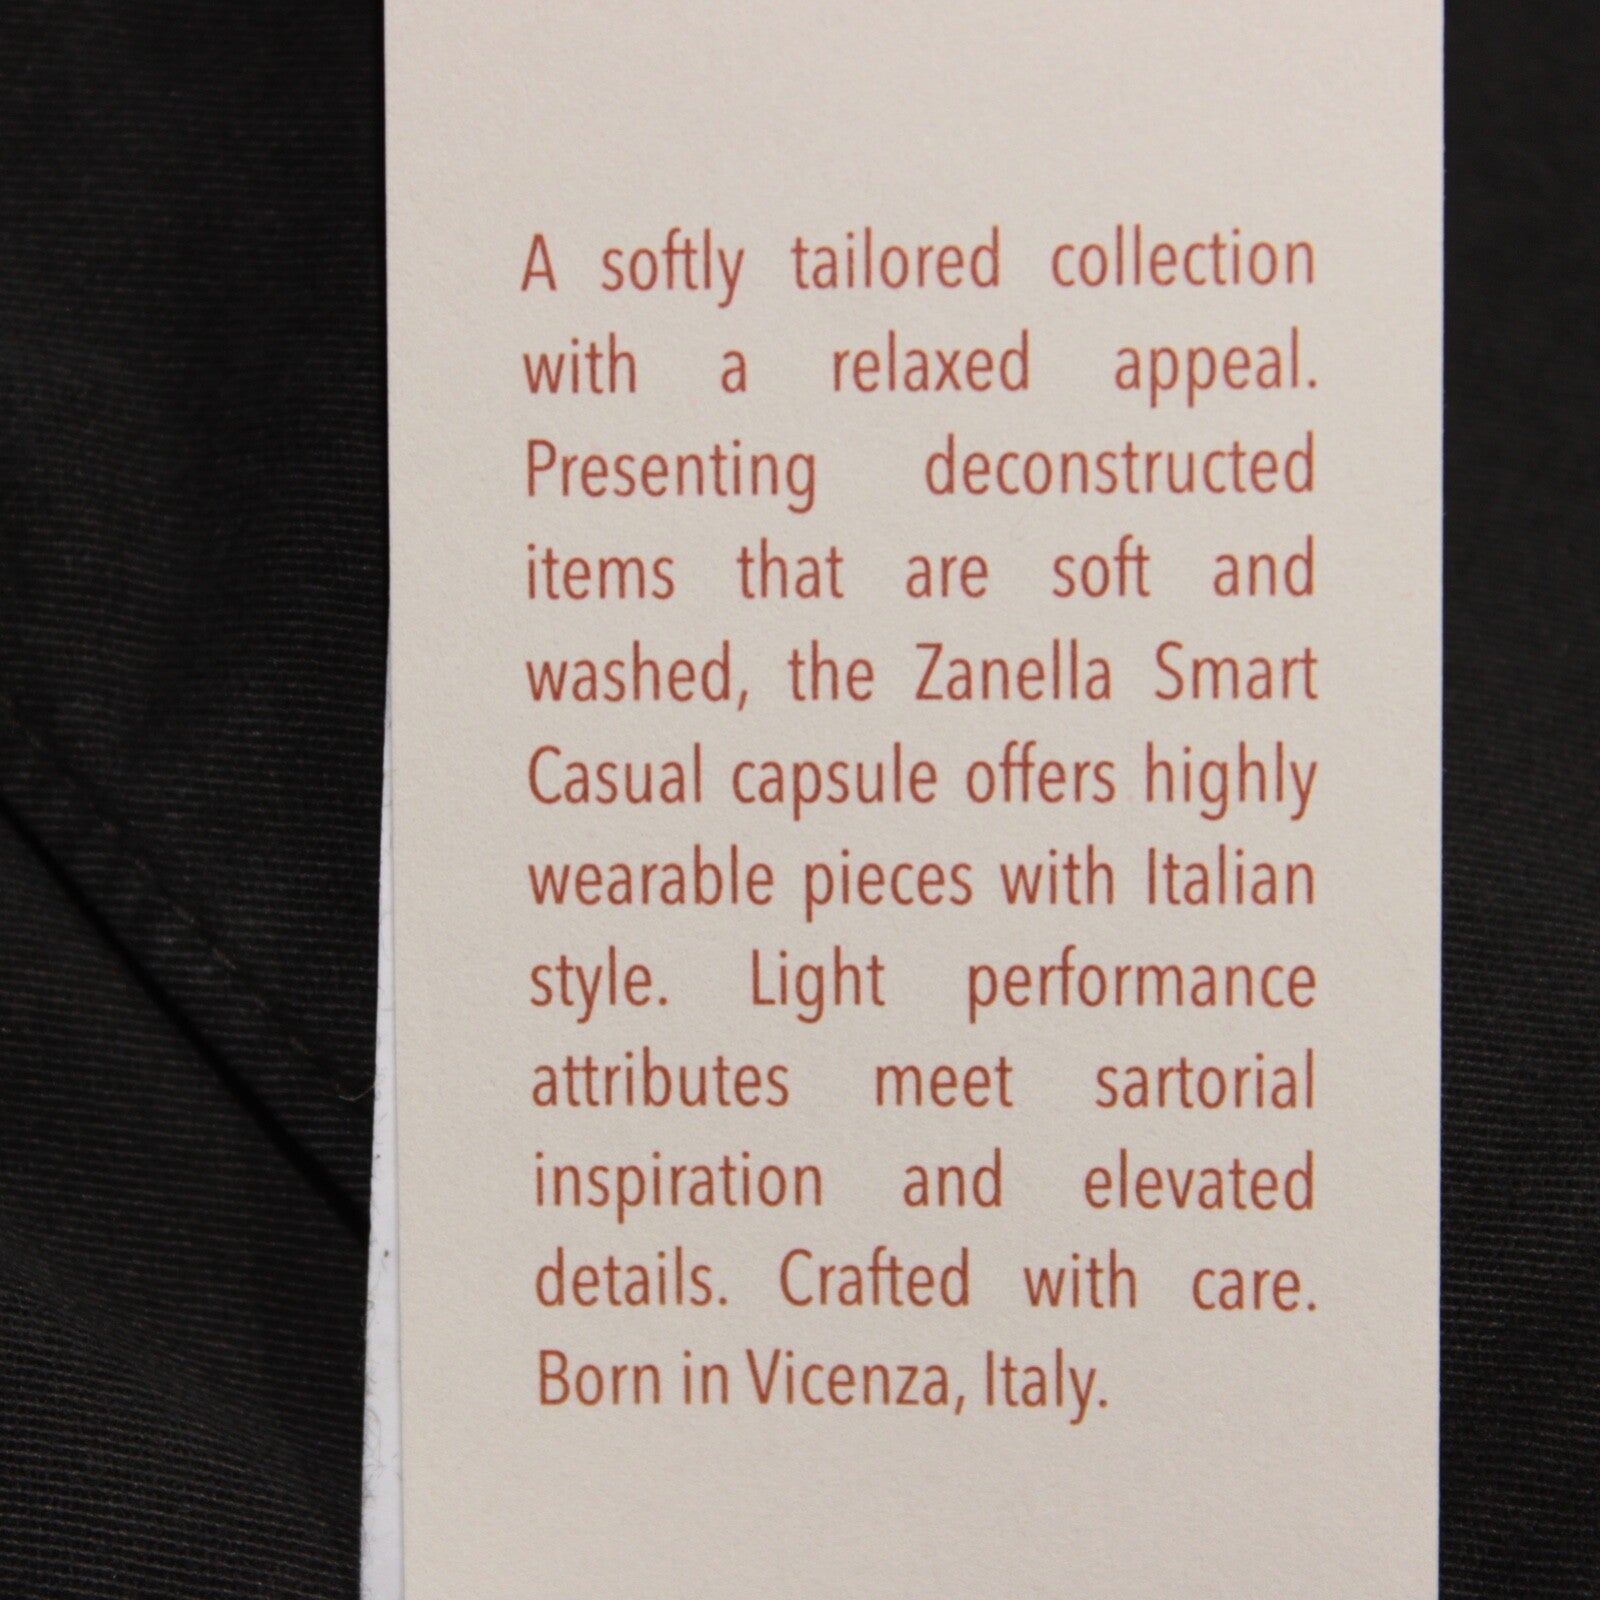 A softly tailored collection
with a relaxed appeal.
Presenting deconstructed
items that are soft and
washed, the Zanella Smart
Casual capsule offers highly
wearable pieces with Italian
style. Light performance
attributes meet sartorial
inspiration and elevated
details. Crafted with care.
Born in Vicenza, Italy.